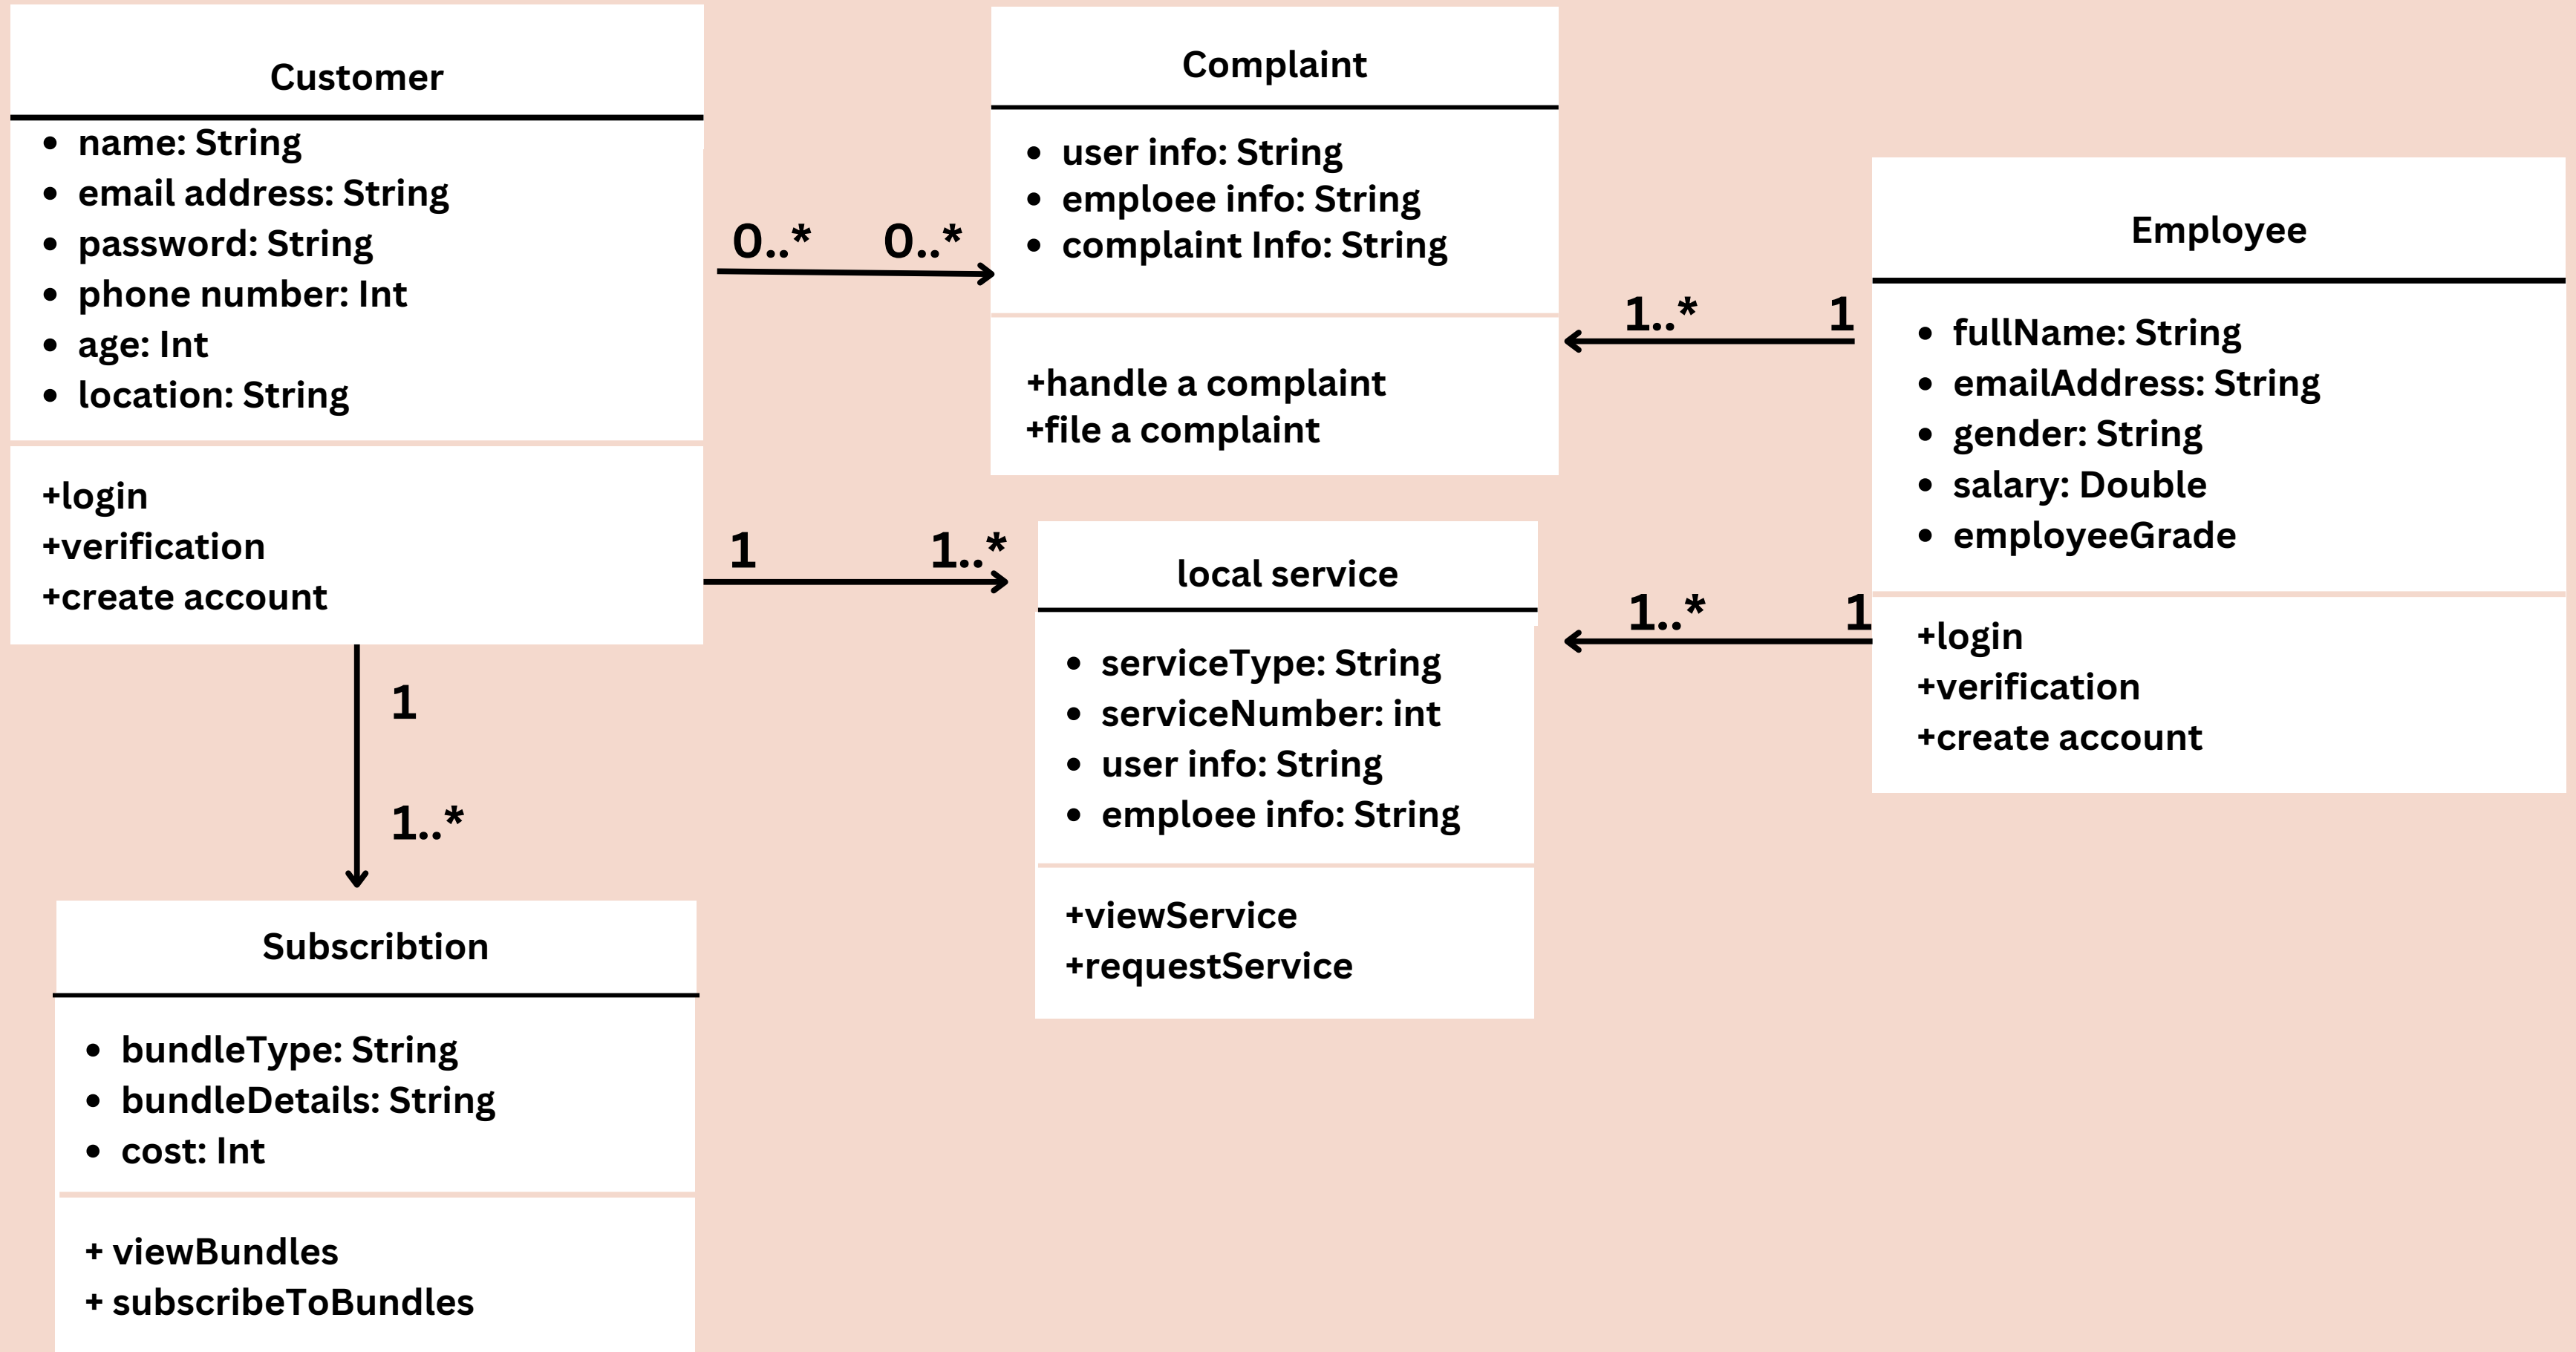 Customer
name: String
email address: String
password: String
phone number: Int
age: Int
location: String
+login
+verification
+create account
0..* 0..*
Complaint
user info: String
emploee info: String
complaint Info: String
+handle a complaint
+file a complaint
1..* 1
Employee
fullName: String
emailAddress: String
gender: String
salary: Double
employeeGrade
+login
+verification
+create account
1 1..*
local service
serviceType: String
serviceNumber: int
user info: String
emploee info: String
+viewService
+requestService
1..* 1
1
1..*
Subscribtion
bundleType: String
bundleDetails: String
cost: Int
+ viewBundles
+ subscribeToBundles